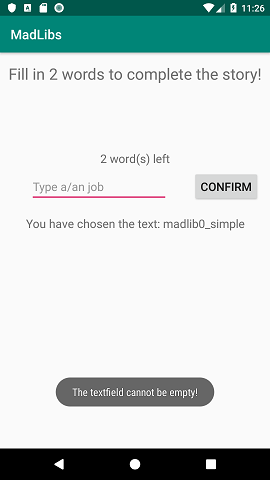 11:26
MadLibs
Fill in 2 words to complete the story!
2 word(s) left
Type a/an job
CONFIRM
You have chosen the text: madlib0_simple
The textfield cannot be empty!